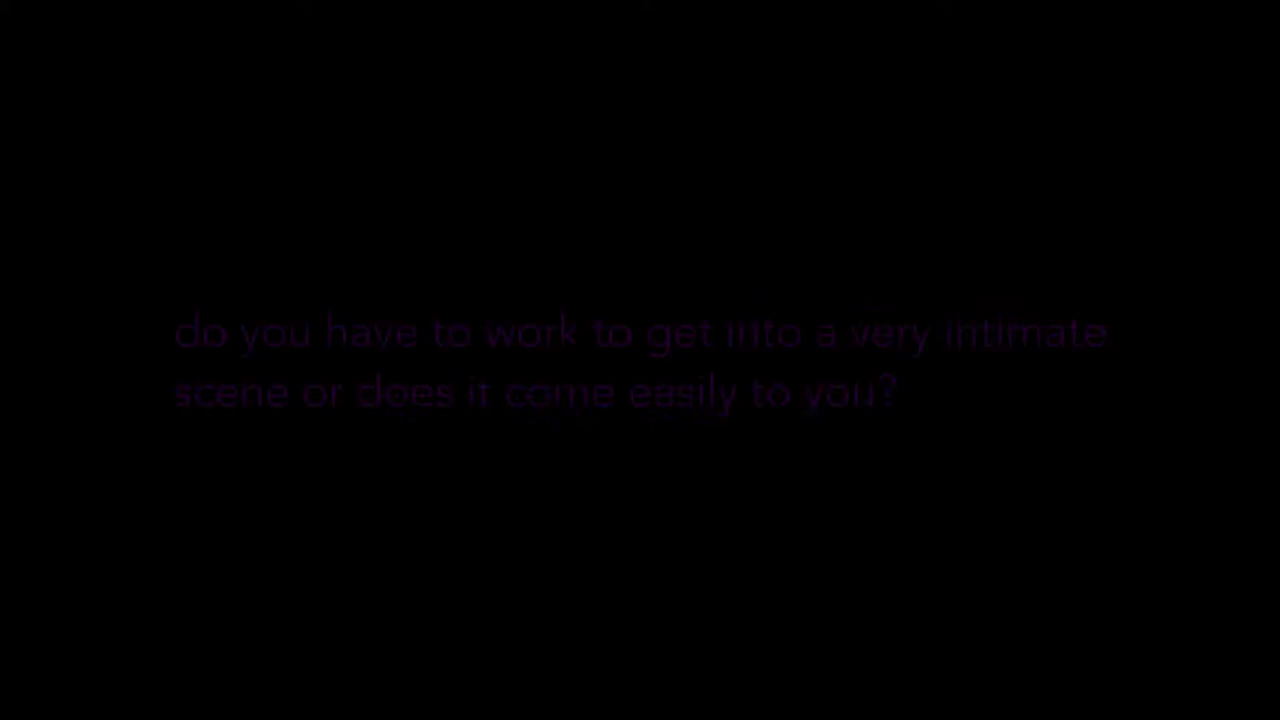 do you have to work to get into a very intimate
scene or does it come easily to you?